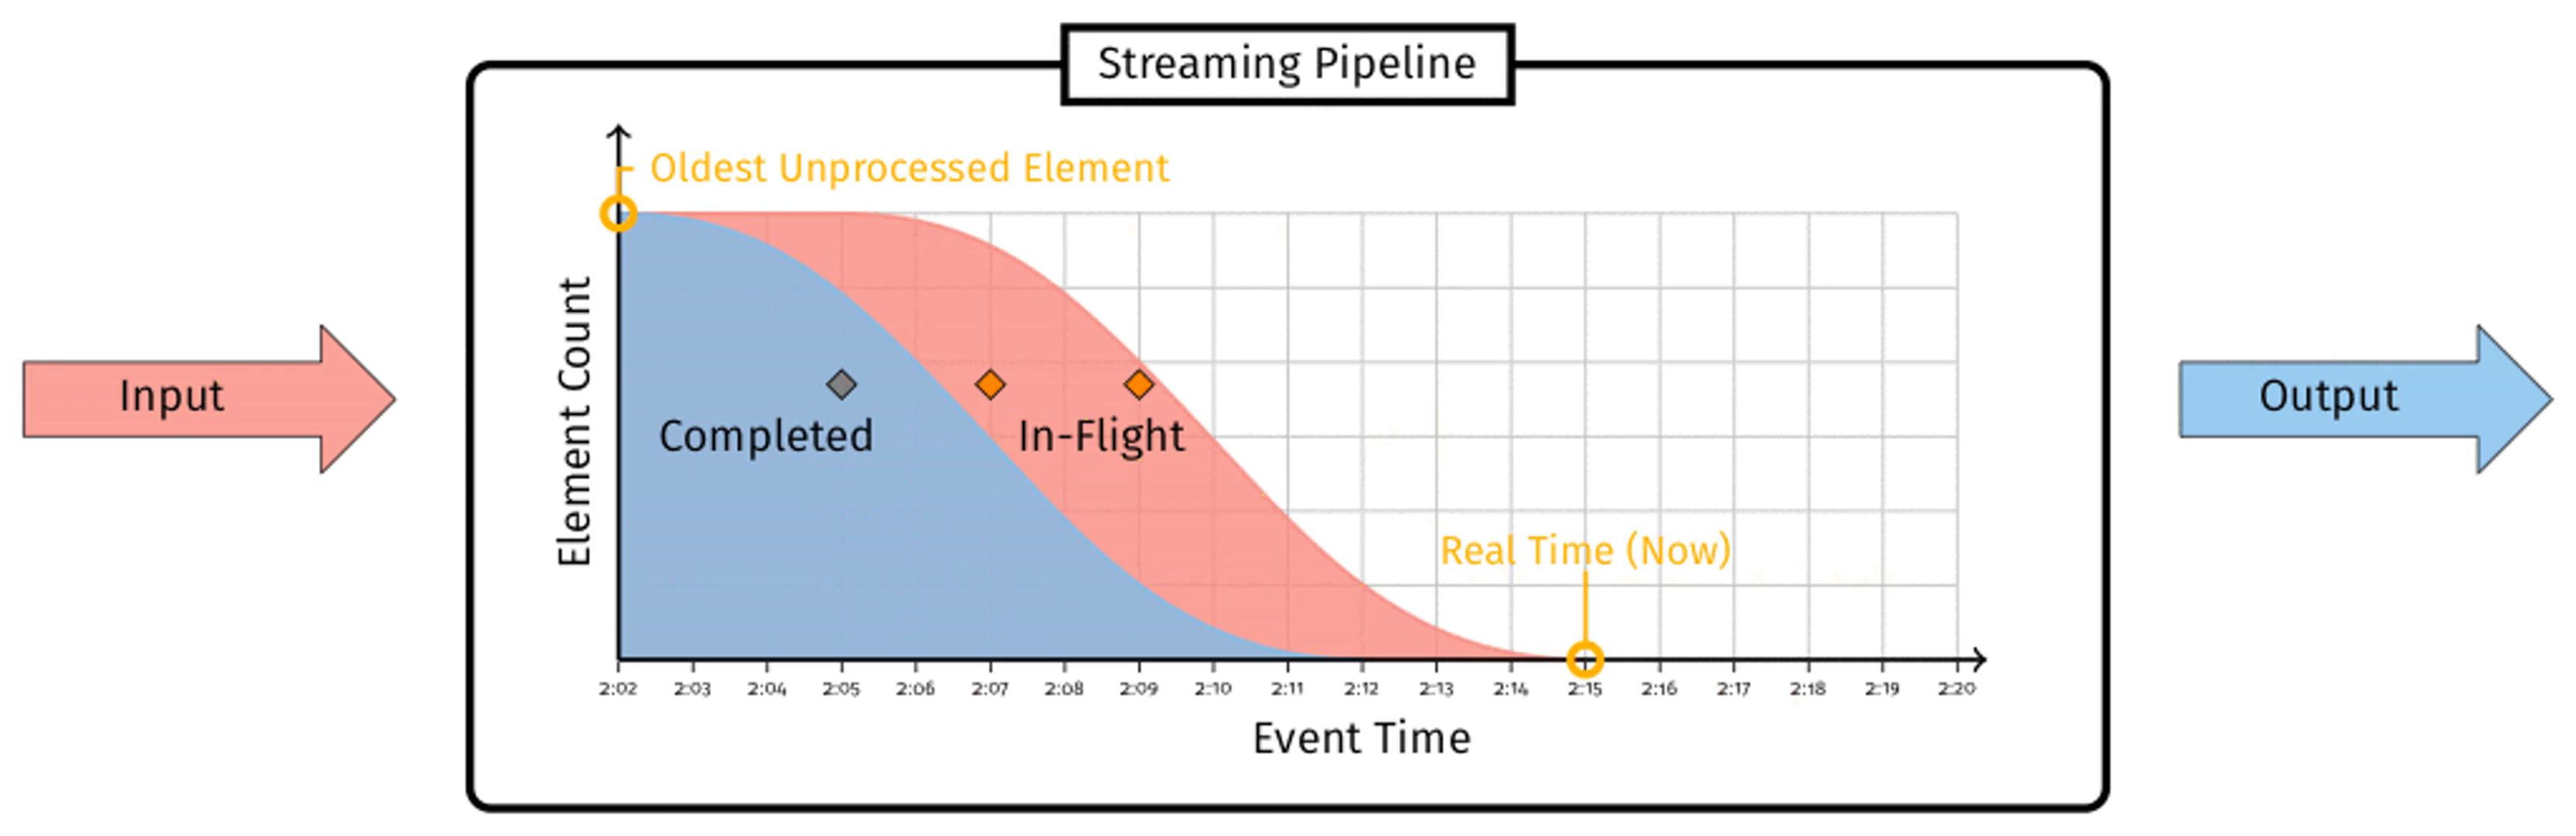 Streaming Pipeline
Oldest Unprocessed Element
Element Count
Input
Completed
In-Flight
Output
Real Time (Now)
2:02 2:03 2:04 2:05 2:06 2:07 2:08 2:09 2:10 2:11 2:12 2:13 2:14 2:15 2:16 2:17 2:18 2:19 2:20
Event Time